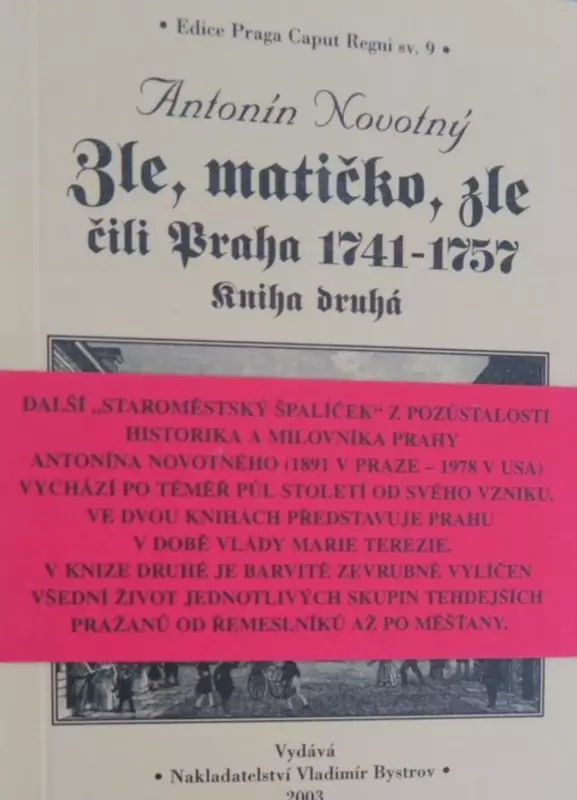 • Edice Praga Caput Regni sv. 9 •
Antonín Novotný
Zle, matičko, zle
čili Praha 1741-1757
Kniha druhá
DALŠÍ „STAROMĚSTSKÝ ŠPALÍČEK" Z POZŮSTALOSTI
HISTORIKA A MILOVNÍKA PRAHY
ANTONÍNA NOVOTNÉHO (1891 V PRAZE – 1978 V USA)
VYCHÁZÍ PO TÉMĚŘ PŮL STOLETÍ OD SVÉHO VZNIKU.
VE DVOU KNIHÁCH PŘEDSTAVUJE PRAHU
V DOBĚ VLÁDY MARIE TEREZIE.
V KNIZE DRUHÉ JE BARVITĚ ZEVRUBNĚ VYLÍČEN
VŠEDNÍ ŽIVOT JEDNOTLIVÝCH SKUPIN TEHDEJŠÍCH
PRAŽANŮ OD ŘEMESLNÍKŮ AŽ PO MĚŠŤANY.
Vydává
• Nakladatelství Vladimír Bystrov •
2003